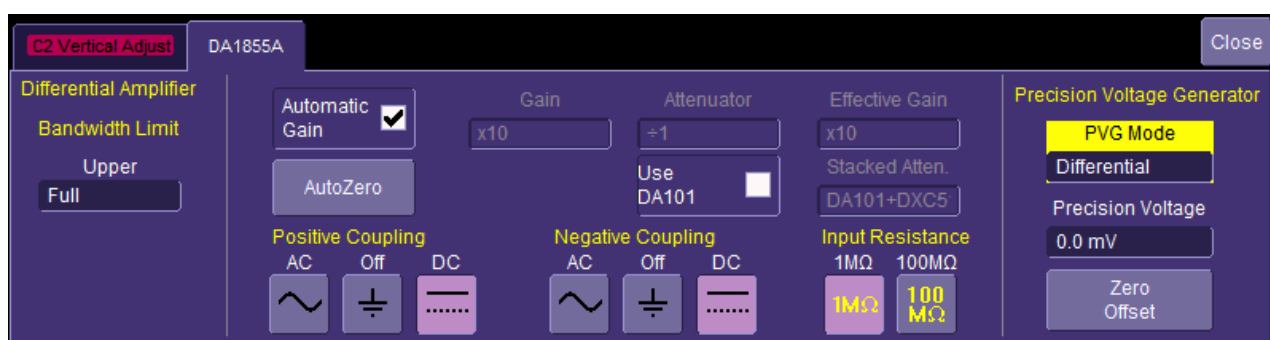 C2 Vertical Adjust
DA1855A
Close
Differential Amplifier
Bandwidth Limit
Upper
Full
Automatic
Gain
AutoZero
Gain
x10
Attenuator
÷1
Use
DA101
Effective Gain
x10
Stacked Atten.
DA101+DXC5
Positive Coupling
AC Off DC
Negative Coupling
AC Off DC
Input Resistance
1MΩ 100MΩ
1MΩ
100
MΩ
Precision Voltage Generator
PVG Mode
Differential
Precision Voltage
0.0 mV
Zero
Offset